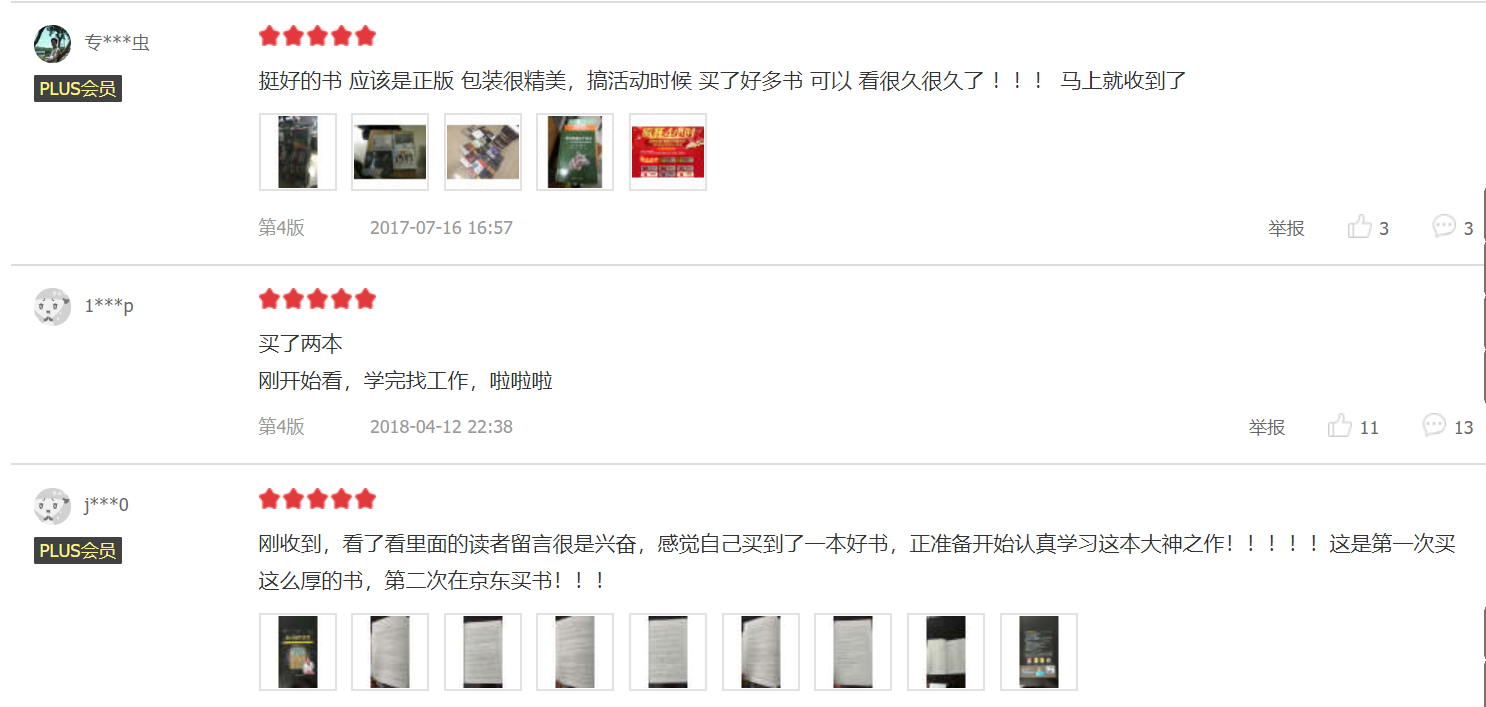 专***虫
PLUS会员
挺好的书 应该是正版 包装很精美，搞活动时候 买了好多书 可以 看很久很久了！！！ 马上就收到了
疯狂4小时
第4版 2017-07-16 16:57 举报 3 3
1***p
买了两本
刚开始看，学完找工作，啦啦啦
第4版 2018-04-12 22:38 举报 11 13
j***0
PLUS会员
刚收到，看了看里面的读者留言很是兴奋，感觉自己买到了一本好书，正准备开始认真学习这本大神之作！！！！！这是第一次买
这么厚的书，第二次在京东买书！！！